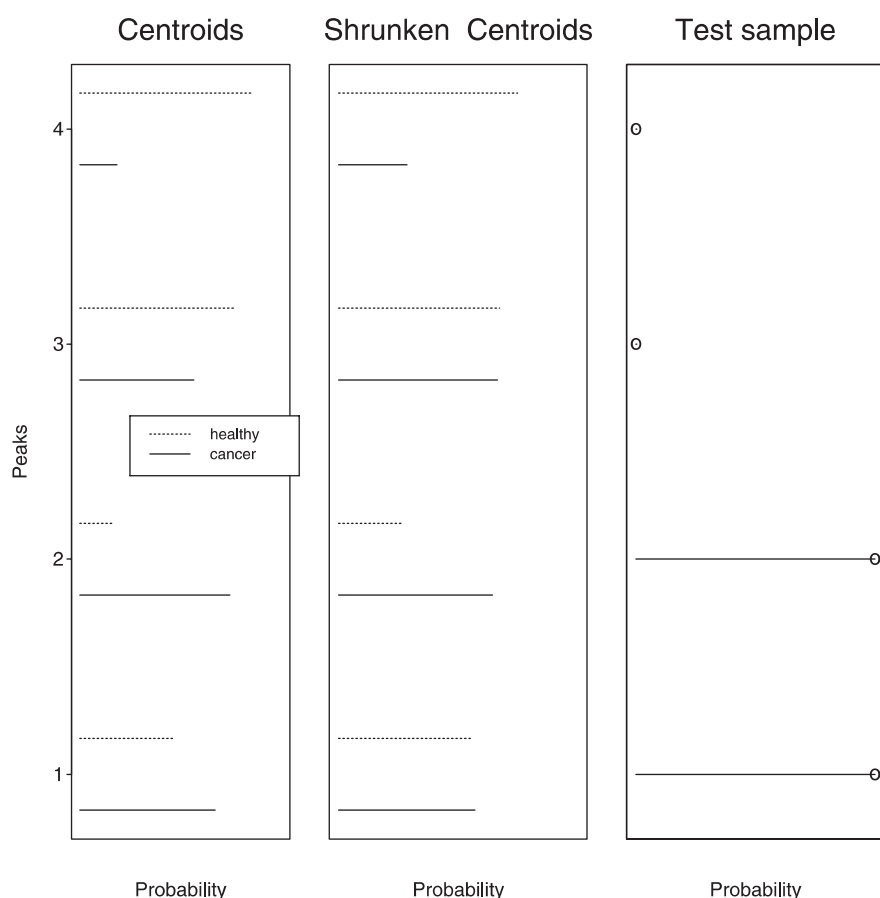 Centroids
Shrunken Centroids
Test sample
4
3
2
1
Peaks
healthy
cancer
o
o
o
o
Probability
Probability
Probability